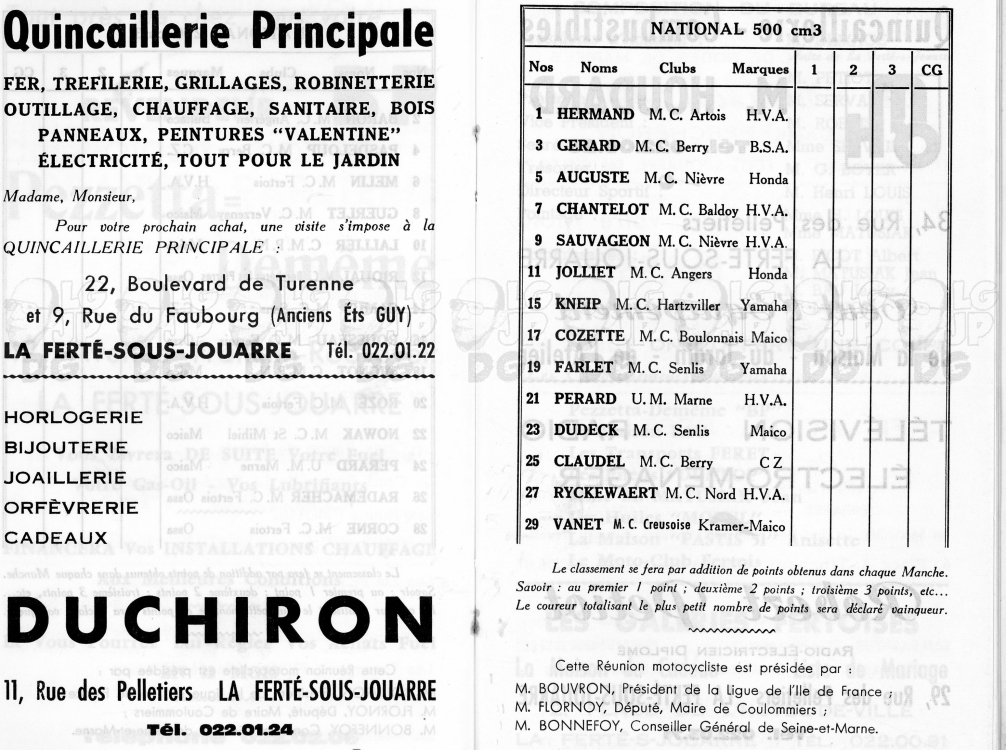 Quincaillerie Principale
FER, TREFILERIE, GRILLAGES, ROBINETTERIE
OUTILLAGE, CHAUFFAGE, SANITAIRE, BOIS
PANNEAUX, PEINTURES "VALENTINE"
ÉLECTRICITÉ, TOUT POUR LE JARDIN
Madame, Monsieur,
Pour votre prochain achat, une visite s'impose à la
QUINCAILLERIE PRINCIPALE :
22, Boulevard de Turenne
et 9, Rue du Faubourg (Anciens Éts GUY)
LA FERTÉ-SOUS-JOUARRE Tél. 022.01.22
HORLOGERIE
BIJOUTERIE
JOAILLERIE
ORFÈVRERIE
CADEAUX
DUCHIRON
11, Rue des Pelletiers LA FERTÉ-SOUS-JOUARRE
Tél. 022.01.24
NATIONAL 500 cm3
Nos Noms Clubs Marques 1 2 3 CG
1 HERMAND M.C. Artois H.V.A.
3 GERARD M.C. Berry B.S.A.
5 AUGUSTE M.C. Nièvre Honda
7 CHANTELOT M.C. Baldoy H.V.A.
9 SAUVAGEON M.C. Nièvre H.V.A.
11 JOLLIET M.C. Angers Honda
15 KNEIP M.C. Hartzviller Yamaha
17 COZETTE M.C. Boulonnais Maico
19 FARLET M.C. Senlis Yamaha
21 PERARD U.M. Marne H.V.A.
23 DUDECK M.C. Senlis Maico
25 CLAUDEL M.C. Berry C Z
27 RYCKEWAERT M.C. Nord H.V.A.
29 VANET M.C. Creusoise Kramer-Maico
Le classement se fera par addition de points obtenus dans chaque Manche.
Savoir : au premier 1 point ; deuxième 2 points ; troisième 3 points, etc...
Le coureur totalisant le plus petit nombre de points sera déclaré vainqueur.
Cette Réunion motocycliste est présidée par :
M. BOUVRON, Président de la Ligue de l'Ile de France ;
M. FLORNOY, Député, Maire de Coulommiers ;
M. BONNEFOY, Conseiller Général de Seine-et-Marne.